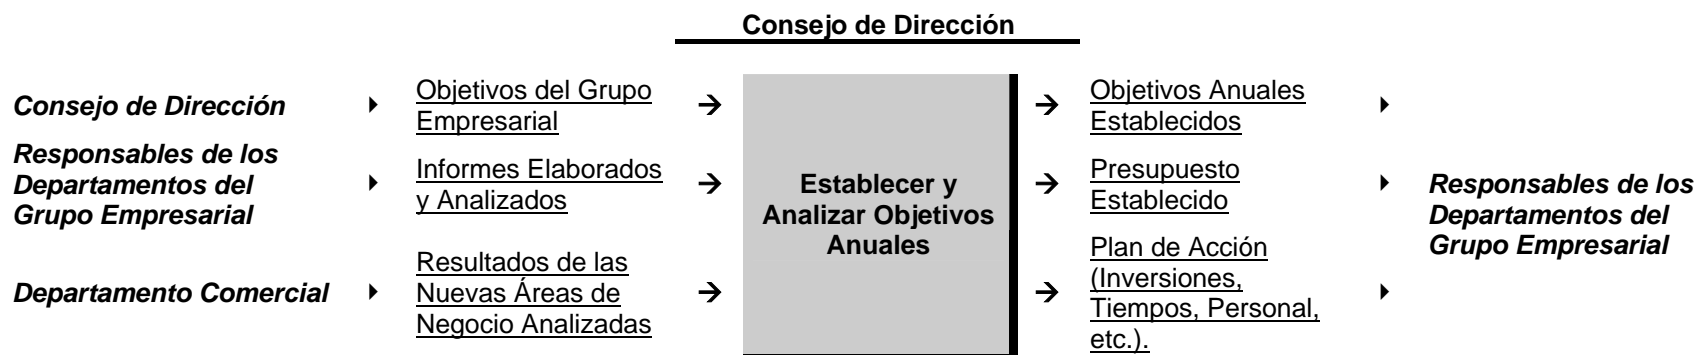 Consejo de Dirección
Consejo de Dirección
Objetivos del Grupo
Empresarial
Objetivos Anuales
Establecidos
Responsables de los
Departamentos del
Grupo Empresarial
Informes Elaborados
y Analizados
Establecer y
Analizar Objetivos
Anuales
Presupuesto
Establecido
Responsables de los
Departamentos del
Grupo Empresarial
Departamento Comercial
Resultados de las
Nuevas Áreas de
Negocio Analizadas
Plan de Acción
(Inversiones,
Tiempos, Personal,
etc.).